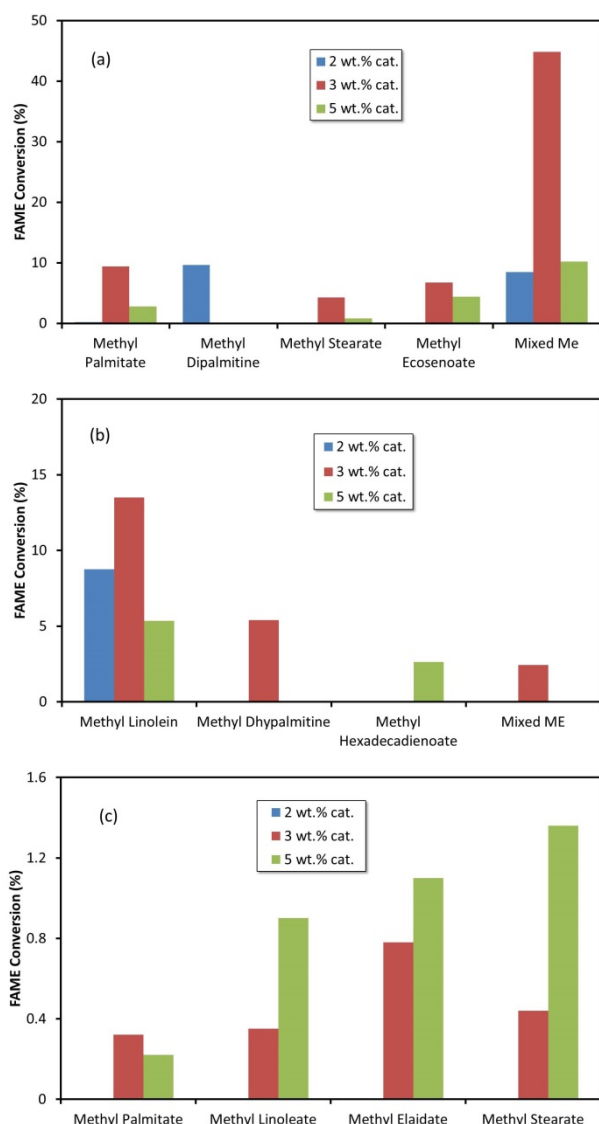 50
(a)
2 wt.% cat.
40
3 wt.% cat.
5 wt.% cat.
30
FAME Conversion (%)
20
10
0
Methyl Palmitate
Methyl Dipalmitine
Methyl Stearate
Methyl Ecosenoate
Mixed Me
20
(b)
2 wt.% cat.
15
3 wt.% cat.
5 wt.% cat.
FAME Conversion (%)
10
5
0
Methyl Linolein
Methyl Dhypalmitine
Methyl Hexadecadienoate
Mixed ME
1.6
(c)
2 wt.% cat.
3 wt.% cat.
5 wt.% cat.
1.2
FAME Conversion (%)
0.8
0.4
0
Methyl Palmitate
Methyl Linoleate
Methyl Elaidate
Methyl Stearate